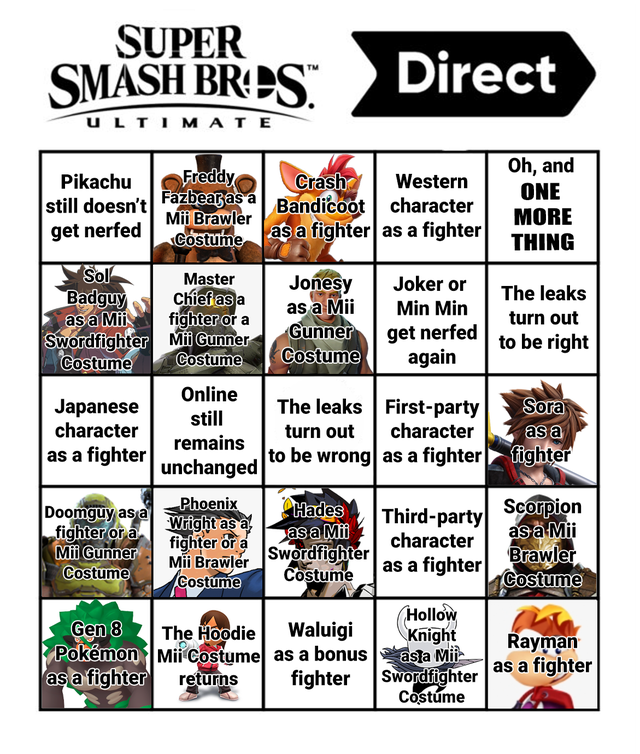 SUPER
SMASH BROS.™
ULTIMATE
Direct
Pikachu
still doesn't
get nerfed
Freddy
Fazbear as a
Mii Brawler
Costume
Crash
Bandicoot
as a fighter
Western
character
as a fighter
Oh, and
ONE
MORE
THING
Sol
Badguy
as a Mii
Swordfighter
Costume
Master
Chief as a
fighter or a
Mii Gunner
Costume
Jonesy
as a Mii
Gunner
Costume
Joker or
Min Min
get nerfed
again
The leaks
turn out
to be right
Japanese
character
as a fighter
Online
still
remains
unchanged
The leaks
turn out
to be wrong
First-party
character
as a fighter
Sora
as a
fighter
Doomguy as a
fighter or a
Mii Gunner
Costume
Phoenix
Wright as a
fighter or a
Mii Brawler
Costume
Hades
as a Mii
Swordfighter
Costume
Third-party
character
as a fighter
Scorpion
as a Mii
Brawler
Costume
Gen 8
Pokémon
as a fighter
The Hoodie
Mii Costume
returns
Waluigi
as a bonus
fighter
Hollow
Knight
as a Mii
Swordfighter
Costume
Rayman
as a fighter